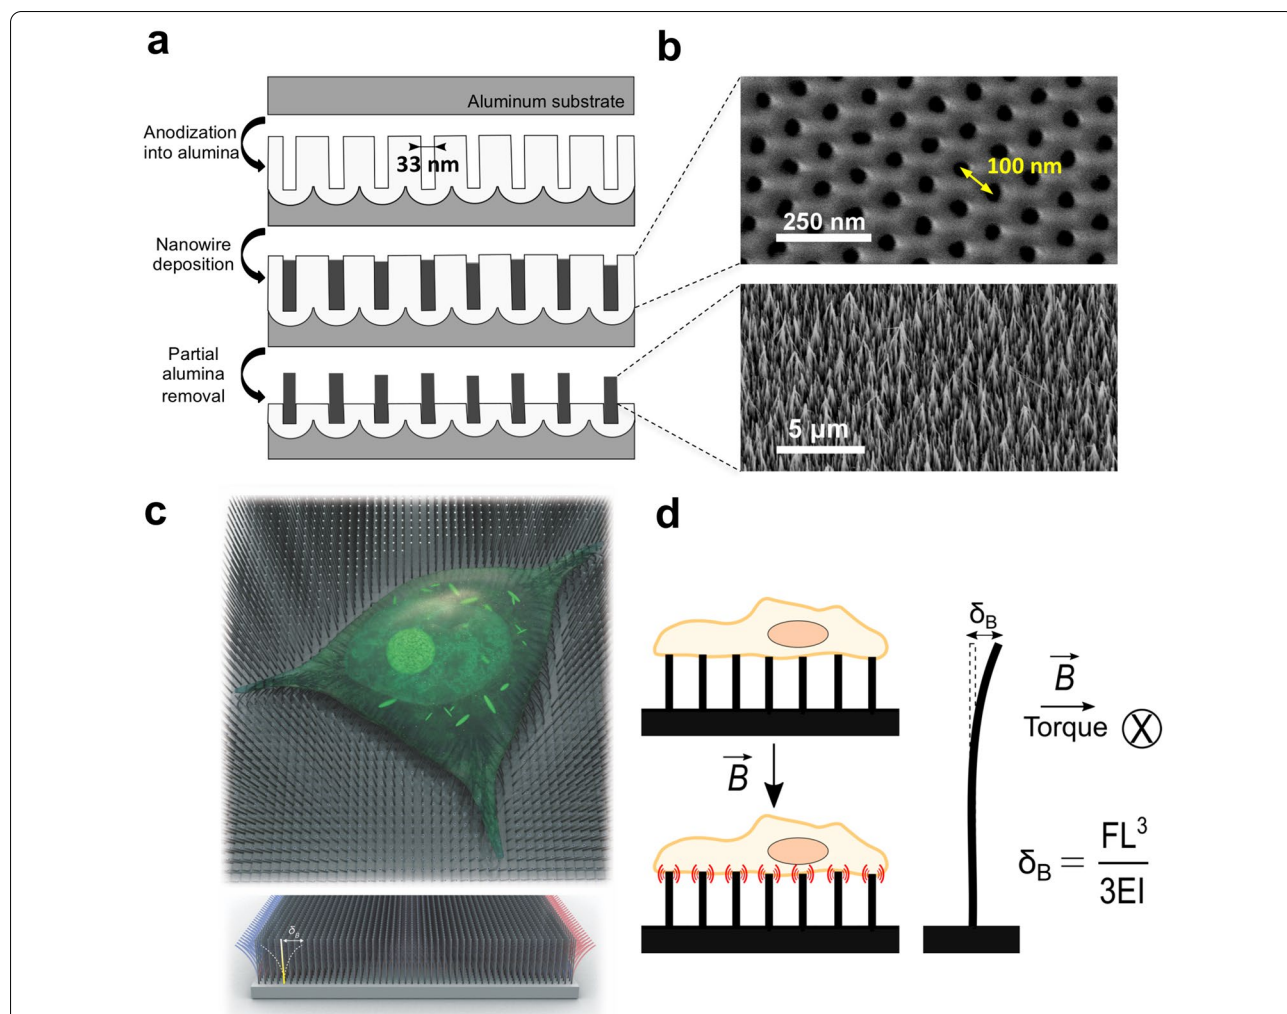 a
Aluminum substrate
Anodization
into alumina
33 nm
Nanowire
deposition
Partial
alumina
removal
b
100 nm
250 nm
5 μm
c
δB
d
B⃗
δB
B⃗
Torque X
δB = FL³
3EI